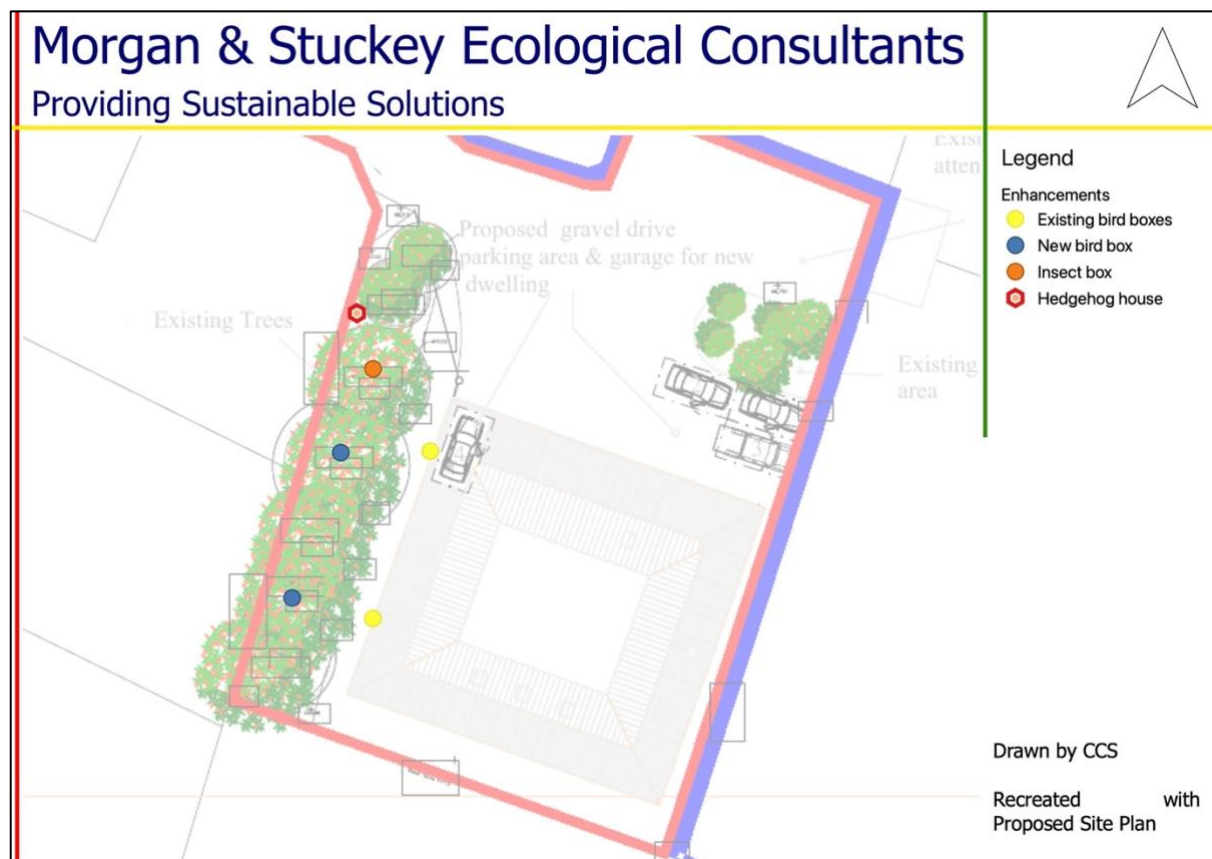 Morgan & Stuckey Ecological Consultants
Providing Sustainable Solutions
Proposed gravel drive
parking area & garage for new
dwelling
Existing Trees
Existing
area
Legend
Enhancements
Existing bird boxes
New bird box
Insect box
Hedgehog house
Drawn by CCS
Recreated with
Proposed Site Plan